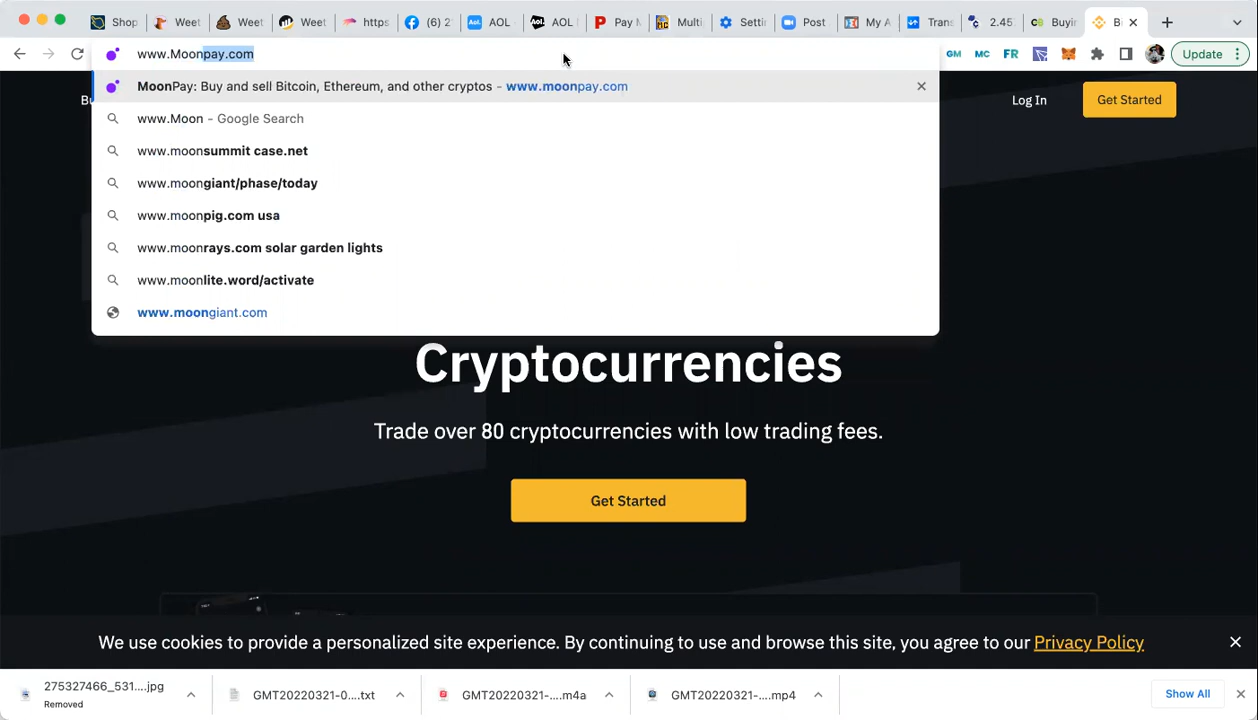 Shop
Weet
Weet
Weet
https
(6) 2
AOL
AOL
Pay M
Multi
Setti
Post
My A
Trans
2.45
Buyin
www.Moonpay.com
GM
MC
FR
Update
MoonPay: Buy and sell Bitcoin, Ethereum, and other cryptos - www.moonpay.com
www.Moon - Google Search
www.moonsummit case.net
www.moongiant/phase/today
www.moonpig.com usa
www.moonrays.com solar garden lights
www.moonlite.word/activate
www.moongiant.com
Log In
Get Started
Cryptocurrencies
Trade over 80 cryptocurrencies with low trading fees.
Get Started
We use cookies to provide a personalized site experience. By continuing to use and browse this site, you agree to our Privacy Policy
275327466_531....jpg
Removed
GMT20220321-0....txt
GMT20220321-....m4a
GMT20220321-....mp4
Show All